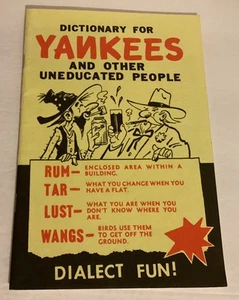 DICTIONARY FOR
YANKEES
AND OTHER
UNEDUCATED PEOPLE
RUM— ENCLOSED AREA WITHIN A
BUILDING.
TAR— WHAT YOU CHANGE WHEN YOU
HAVE A FLAT.
LUST— WHAT YOU ARE WHEN YOU
DON'T KNOW WHERE YOU
ARE.
WANGS— BIRDS USE THEM
TO GET OFF THE
GROUND.
DIALECT FUN!